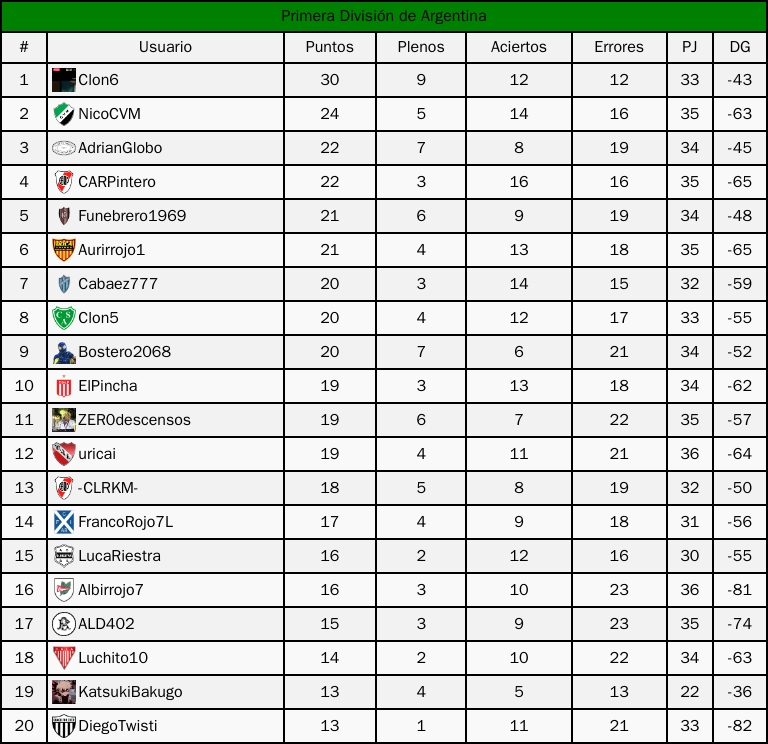 Primera División de Argentina
# Usuario Puntos Plenos Aciertos Errores PJ DG
1 Clon6 30 9 12 12 33 -43
2 NicoCVM 24 5 14 16 35 -63
3 AdrianGlobo 22 7 8 19 34 -45
4 CARPintero 22 3 16 16 35 -65
5 Funebrero1969 21 6 9 19 34 -48
6 Aurirrojo1 21 4 13 18 35 -65
7 Cabaez777 20 3 14 15 32 -59
8 Clon5 20 4 12 17 33 -55
9 Bostero2068 20 7 6 21 34 -52
10 ElPincha 19 3 13 18 34 -62
11 ZER0descensos 19 6 7 22 35 -57
12 uricai 19 4 11 21 36 -64
13 -CLRKM- 18 5 8 19 32 -50
14 FrancoRojo7L 17 4 9 18 31 -56
15 LucaRiestra 16 2 12 16 30 -55
16 Albirrojo7 16 3 10 23 36 -81
17 ALD402 15 3 9 23 35 -74
18 Luchito10 14 2 10 22 34 -63
19 KatsukiBakugo 13 4 5 13 22 -36
20 DiegoTwisti 13 1 11 21 33 -82